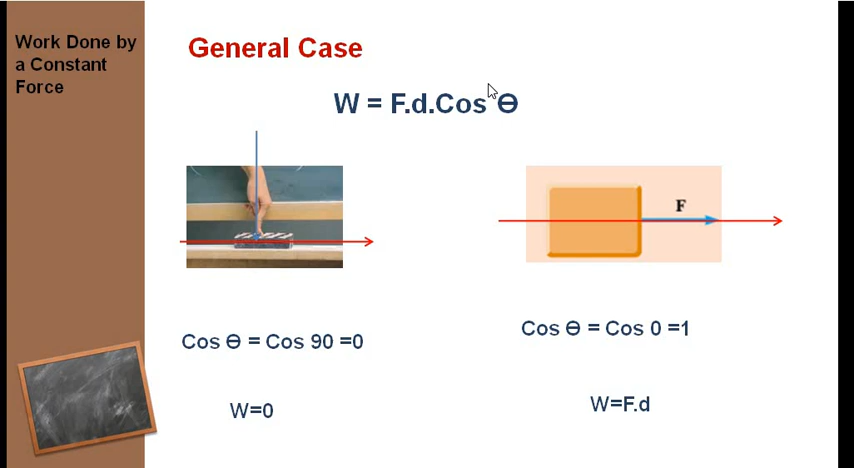 Work Done by
a Constant
Force
General Case
W = F.d.Cos ϴ
F
Cos ϴ = Cos 90 =0
Cos ϴ = Cos 0 =1
W=0
W=F.d